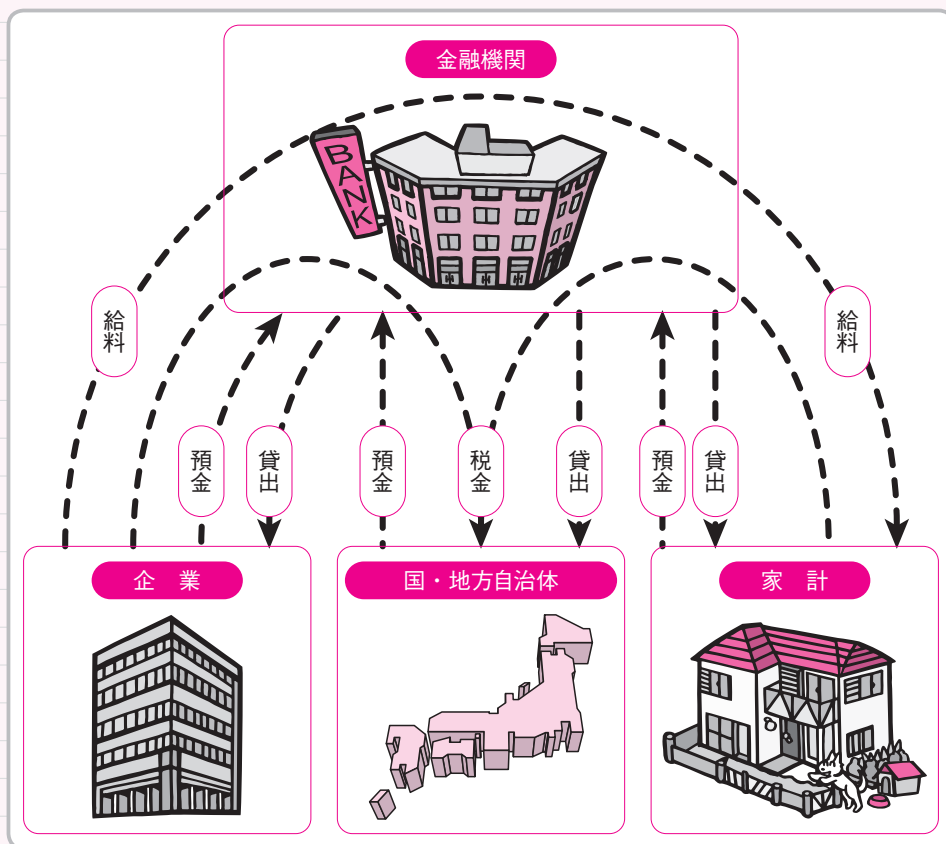 金融機関
BANK
給料
給料
預金
貸出
預金
税金
貸出
預金
貸出
企 業
国・地方自治体
家 計